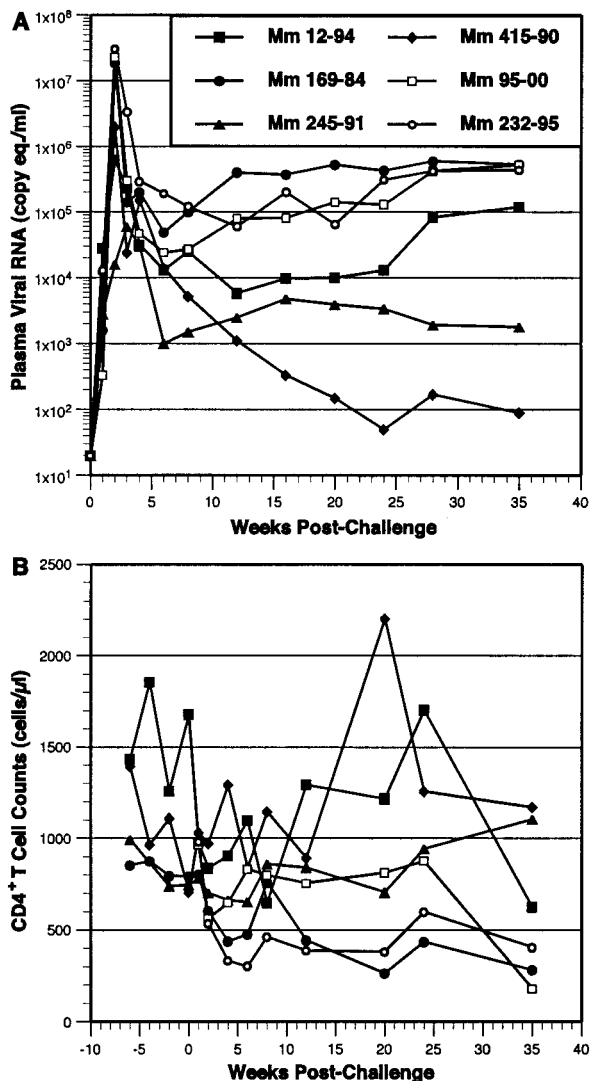 A
Plasma Viral RNA (copy eq./ml)
1x10⁸
1x10⁷
1x10⁶
1x10⁵
1x10⁴
1x10³
1x10²
1x10¹
Mm 12-94
Mm 415-90
Mm 169-84
Mm 95-00
Mm 245-91
Mm 232-95
0 5 10 15 20 25 30 35 40
Weeks Post-Challenge
B
CD4⁺ T Cell Counts (cells/µl)
2500
2000
1500
1000
500
0
-10 -5 0 5 10 15 20 25 30 35 40
Weeks Post-Challenge